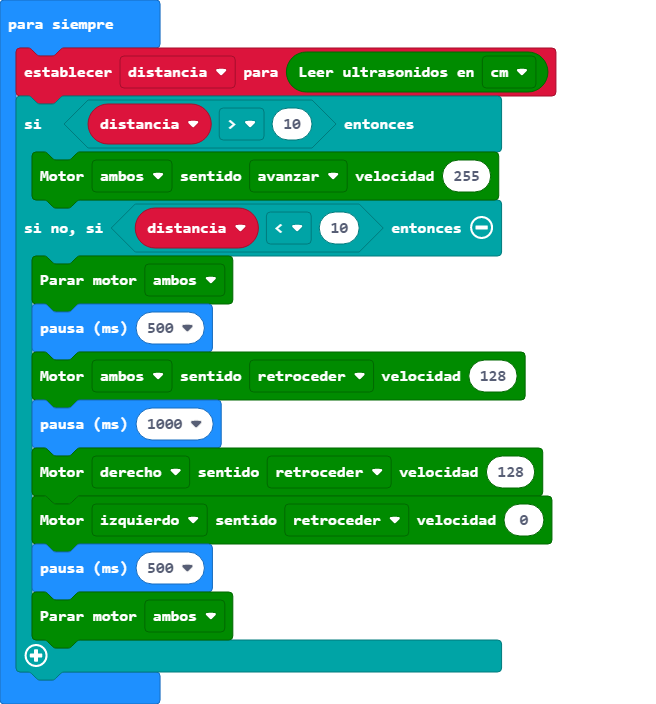 para siempre
establecer distancia para Leer ultrasonidos en cm
si distancia > 10 entonces
Motor ambos sentido avanzar velocidad 255
si no, si distancia < 10 entonces
Parar motor ambos
pausa (ms) 500
Motor ambos sentido retroceder velocidad 128
pausa (ms) 1000
Motor derecho sentido retroceder velocidad 128
Motor izquierdo sentido retroceder velocidad 0
pausa (ms) 500
Parar motor ambos